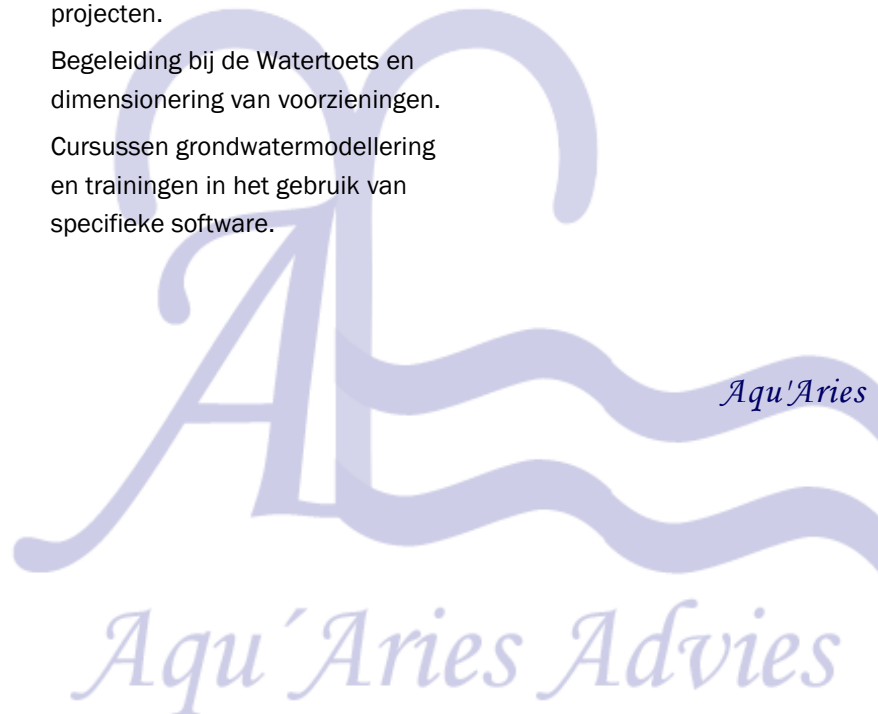 projecten.
Begeleiding bij de Watertoets en
dimensionering van voorzieningen.
Cursussen grondwatermodellering
en trainingen in het gebruik van
specifieke software.
Aqu'Aries
Aqu´Aries Advies